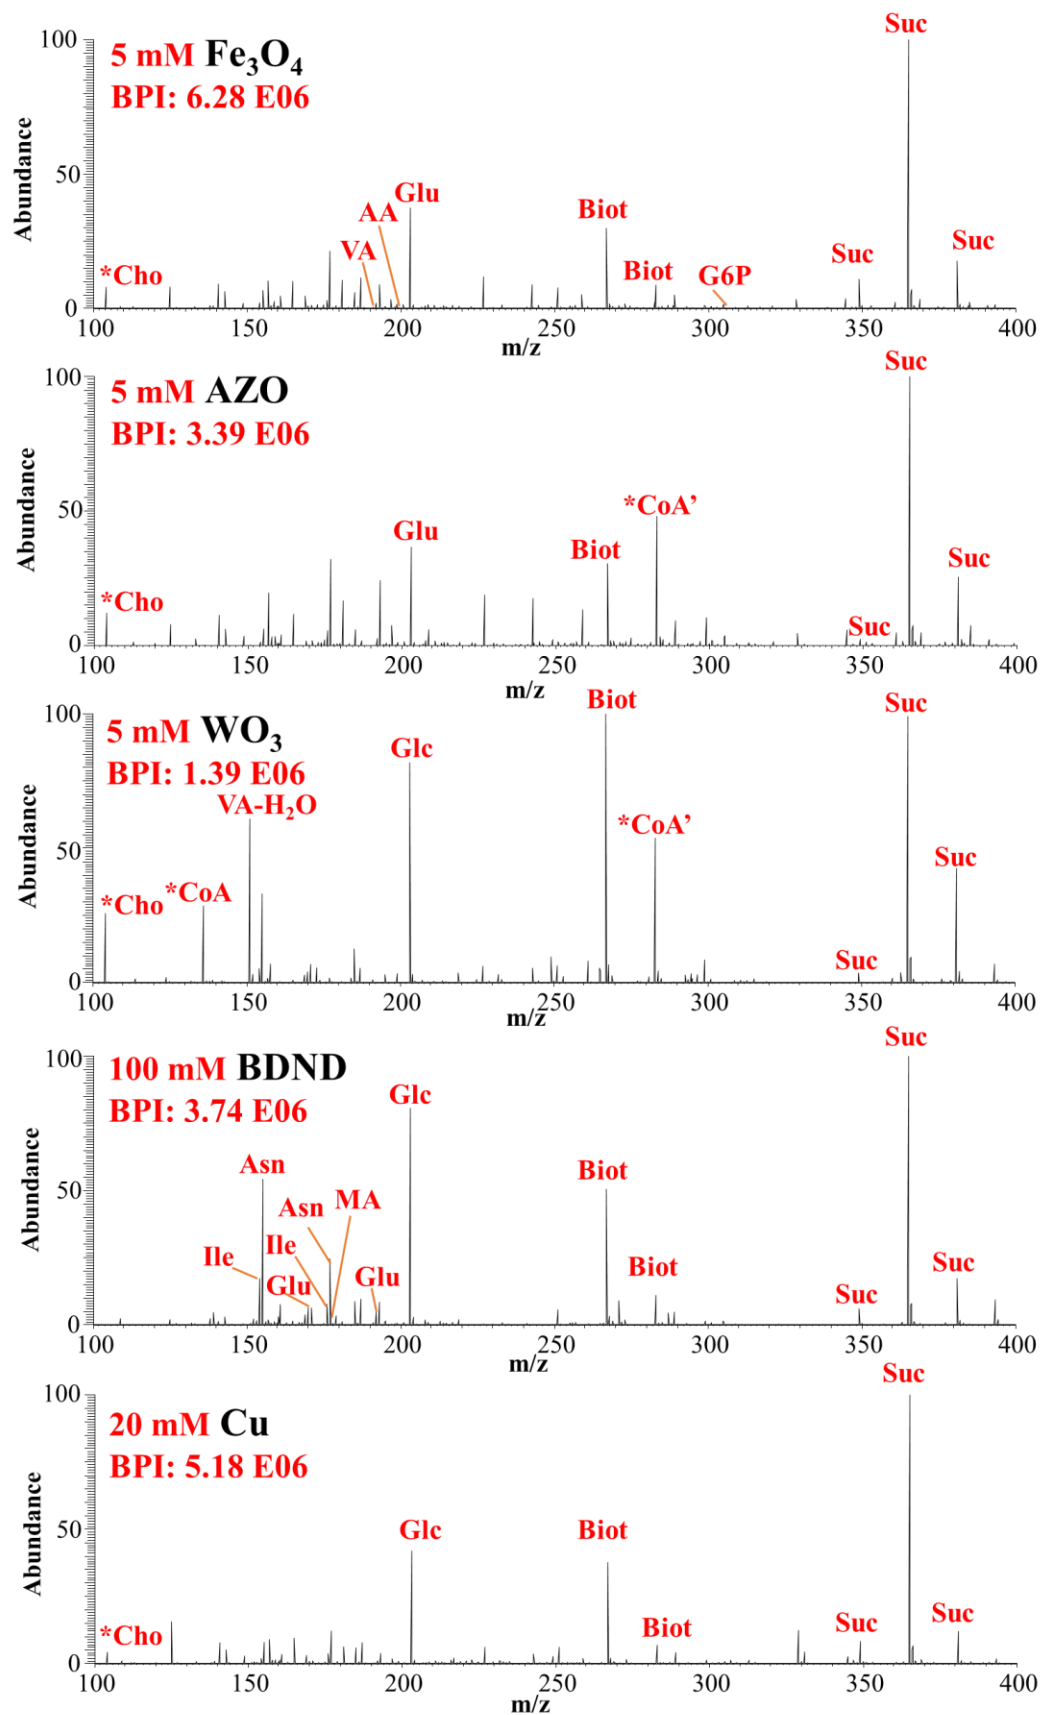 Suc
100
5 mM Fe₃O₄
BPI: 6.28 E06
Abundance
50
Glu
AA
VA
Biot
Biot
G6P
Suc
Suc
*Cho
0
100 150 200 250 300 350 400
m/z
Suc
100
5 mM AZO
BPI: 3.39 E06
Abundance
50
*CoA’
Glu
Biot
Suc
*Cho
Suc
0
100 150 200 250 300 350 400
m/z
Biot
Suc
100
5 mM WO₃
BPI: 1.39 E06
Glc
VA-H₂O
Abundance
50
*CoA’
Suc
*CoA
*Cho
Suc
0
100 150 200 250 300 350 400
m/z
Suc
100
100 mM BDND
BPI: 3.74 E06
Glc
Abundance
50
Asn
Biot
Asn
MA
Ile
Ile
Glu
Glu
Biot
Suc
Suc
0
100 150 200 250 300 350 400
m/z
Suc
100
20 mM Cu
BPI: 5.18 E06
Abundance
50
Glc
Biot
*Cho
Biot
Suc
Suc
0
100 150 200 250 300 350 400
m/z